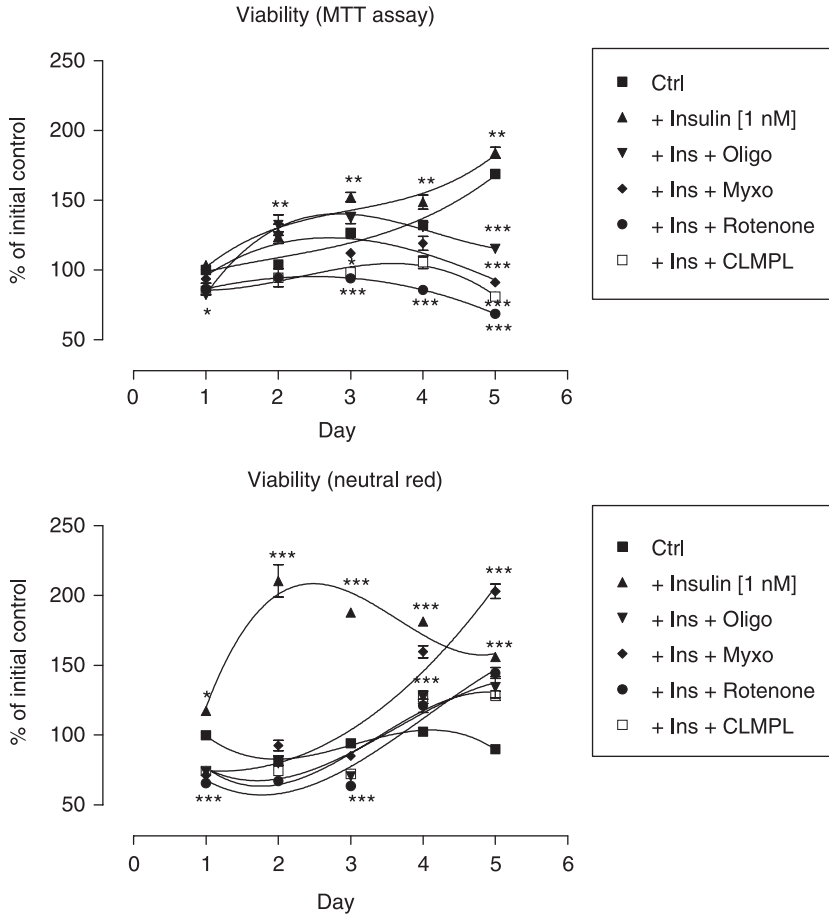 Viability (MTT assay)
% of initial control
250
200
150
100
50
** 
** ** ** **
***
***
*
*** *** ***
*
***
0 1 2 3 4 5 6
Day
Ctrl
+ Insulin [1 nM]
+ Ins + Oligo
+ Ins + Myxo
+ Ins + Rotenone
+ Ins + CLMPL
Viability (neutral red)
% of initial control
250
200
150
100
50
***
*** *** ***
*
***
***
*** ***
0 1 2 3 4 5 6
Day
Ctrl
+ Insulin [1 nM]
+ Ins + Oligo
+ Ins + Myxo
+ Ins + Rotenone
+ Ins + CLMPL